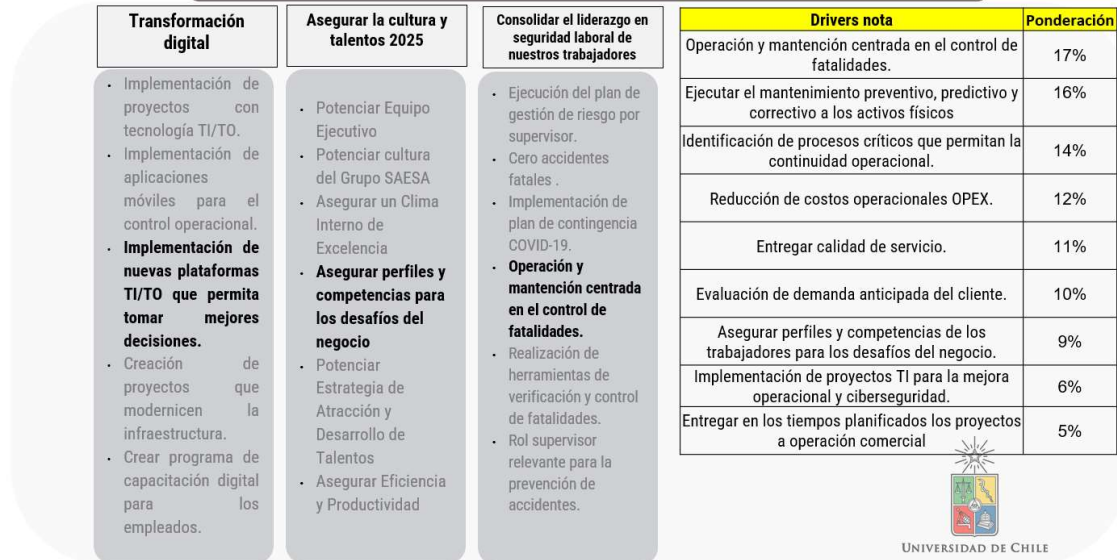 Transformación
digital
Implementación de
proyectos con
tecnología TI/TO.
Implementación de
aplicaciones
móviles para el
control operacional.
Implementación de
nuevas plataformas
TI/TO que permita
tomar mejores
decisiones.
Creación de
proyectos que
modernicen la
infraestructura.
Crear programa de
capacitación digital
para los
empleados.
Asegurar la cultura y
talentos 2025
Potenciar Equipo
Ejecutivo
Potenciar cultura
del Grupo SAESA
Asegurar un Clima
Interno de
Excelencia
Asegurar perfiles y
competencias para
los desafíos del
negocio
Potenciar
Estrategia de
Atracción y
Desarrollo de
Talentos
Asegurar Eficiencia
y Productividad
Consolidar el liderazgo en
seguridad laboral de
nuestros trabajadores
Ejecución del plan de
gestión de riesgo por
supervisor.
Cero accidentes
fatales .
Implementación de
plan de contingencia
COVID-19.
Operación y
mantención centrada
en el control de
fatalidades.
Realización de
herramientas de
verificación y control
de fatalidades.
Rol supervisor
relevante para la
prevención de
accidentes.
Drivers nota Ponderación
Operación y mantención centrada en el control de
fatalidades. 17%
Ejecutar el mantenimiento preventivo, predictivo y
correctivo a los activos físicos 16%
Identificación de procesos críticos que permitan la
continuidad operacional. 14%
Reducción de costos operacionales OPEX. 12%
Entregar calidad de servicio. 11%
Evaluación de demanda anticipada del cliente. 10%
Asegurar perfiles y competencias de los
trabajadores para los desafíos del negocio. 9%
Implementación de proyectos TI para la mejora
operacional y ciberseguridad. 6%
Entregar en los tiempos planificados los proyectos
a operación comercial 5%
UNIVERSIDAD DE CHILE